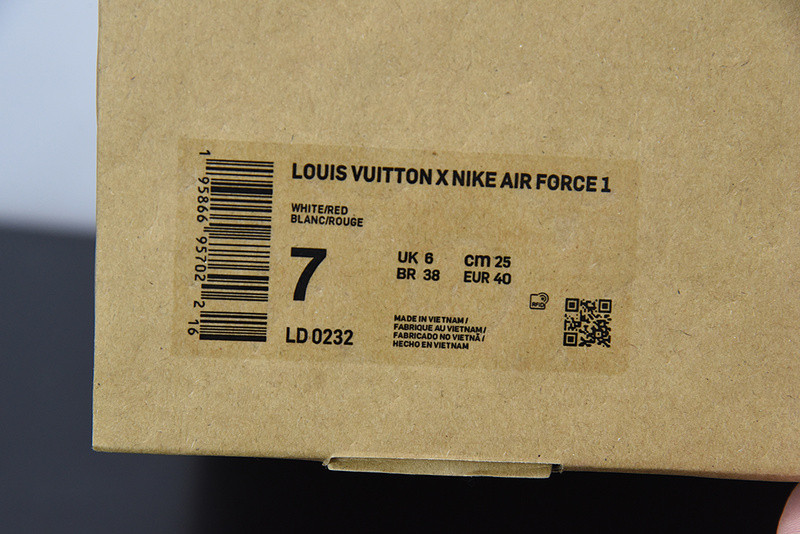 LOUIS VUITTON X NIKE AIR FORCE 1
WHITE/RED
BLANC/ROUGE
7
UK 6
cm 25
BR 38
EUR 40
LD 0232
MADE IN VIETNAM /
FABRIQUE AU VIETNAM /
FABRICADO NO VIETNÃ /
HECHO EN VIETNAM
RFID
1 95866 95702 2 16